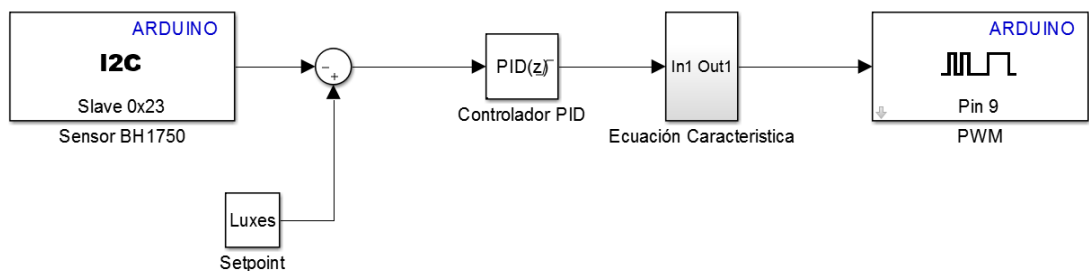 ARDUINO
I2C
Slave 0x23
Sensor BH1750
Luxes
Setpoint
PID(z)
Controlador PID
In1 Out1
Ecuación Caracteristica
ARDUINO
Pin 9
PWM